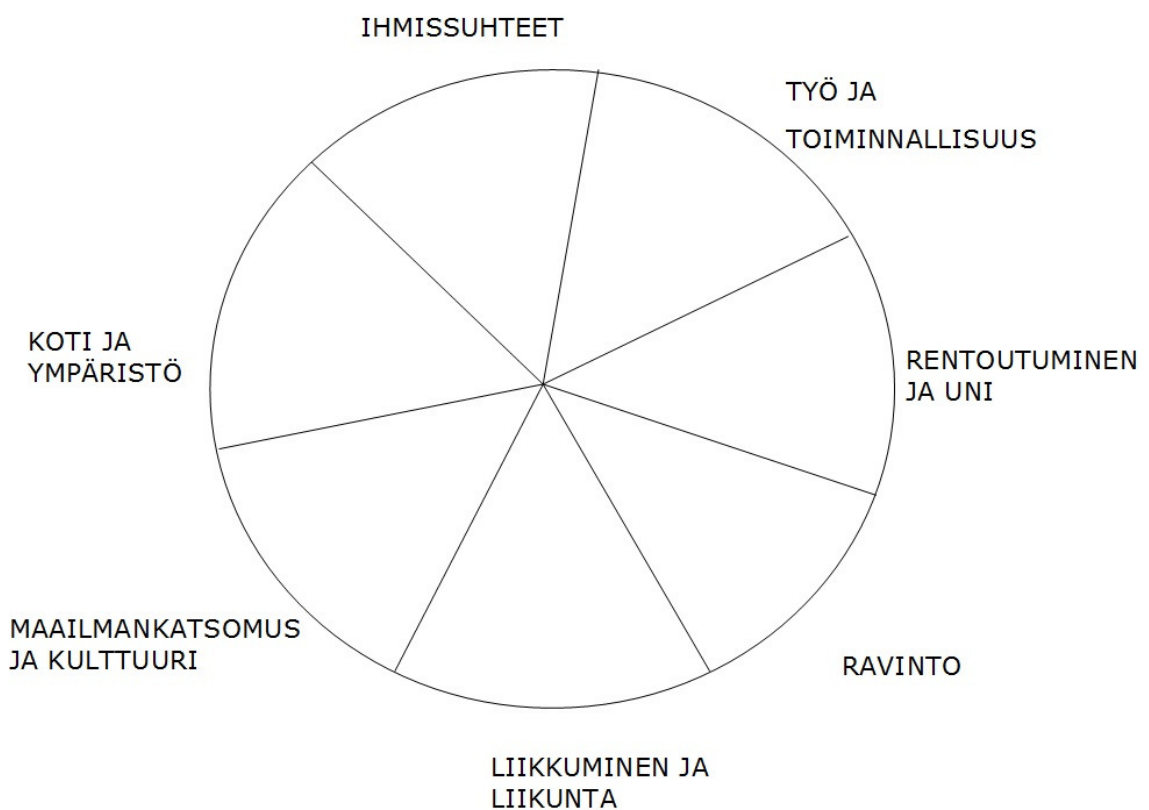 IHMISSUHTEET
TYÖ JA
TOIMINNALLISUUS
RENTOUTUMINEN
JA UNI
RAVINTO
LIIKKUMINEN JA
LIIKUNTA
MAAILMANKATSOMUS
JA KULTTUURI
KOTI JA
YMPÄRISTÖ